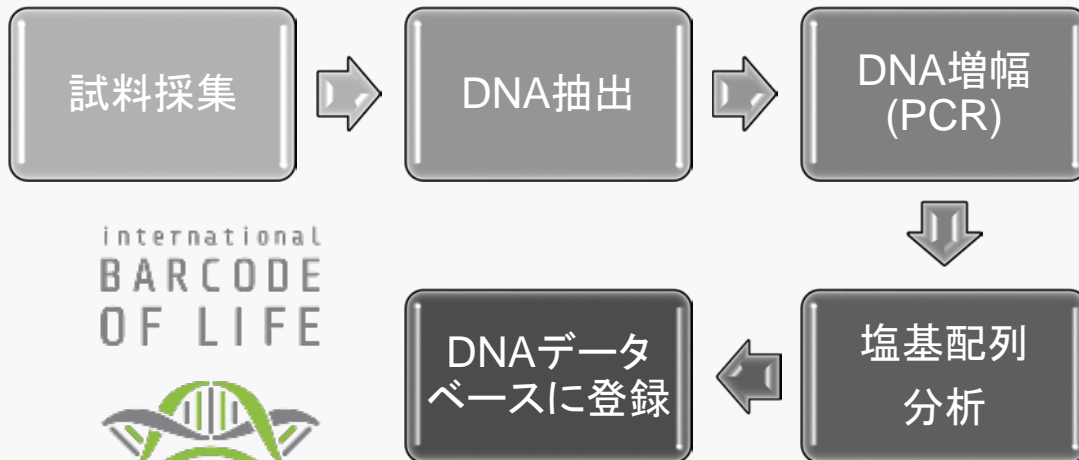 試料採集
DNA抽出
DNA増幅
(PCR)
international
BARCODE
OF LIFE
DNAデータ
ベースに登録
塩基配列
分析